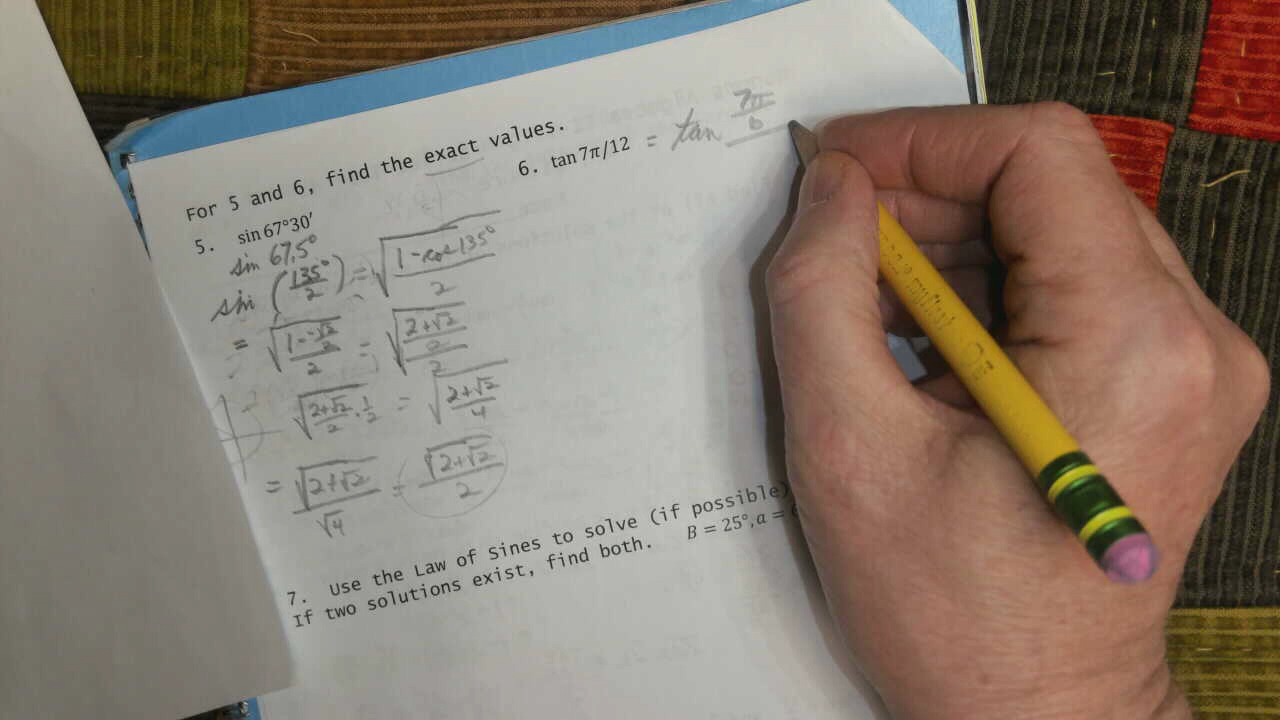 For 5 and 6, find the exact values.
5. sin 67°30′
6. tan 7π/12 = tan 7π/6
sin 67.5°
sin (135°/2) = √((1-cos135°)/2)
= √((1--√2/2)/2) = √(((2+√2)/2)/2)
√((2+√2)/2 · 1/2) = √((2+√2)/4)
= √(2+√2)/√4 = √(2+√2)/2
7. Use the Law of Sines to solve (if possible)
If two solutions exist, find both. B = 25°, a =